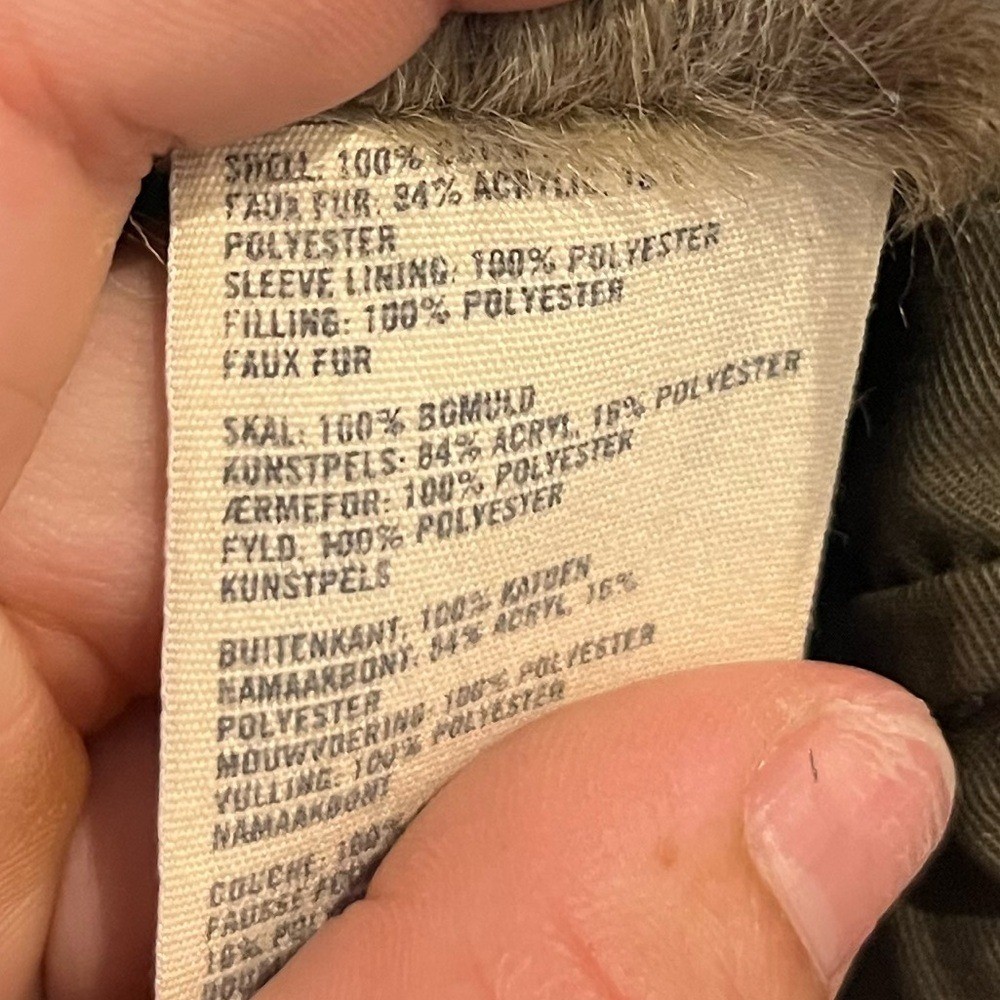 SHELL: 100%
FAUX FUR: 84% ACRYLIC, 16
POLYESTER
SLEEVE LINING: 100% POLYESTER
FILLING: 100% POLYESTER
FAUX FUR
SKAL: 100% BOMULD
KUNSTPELS: 84% ACRYL, 16% POLYESTER
ÆRMEFOR: 100% POLYESTER
FYLD: 100% POLYESTER
KUNSTPELS
BUITENKANT: 100% KATOEN
NAMAAKBONT: 84% ACRYL, 16%
POLYESTER
MOUWVOERING: 100% POLYESTER
VULLING: 100% POLYESTER
NAMAAKBONT
COUCHE: 100%
FAUSSE